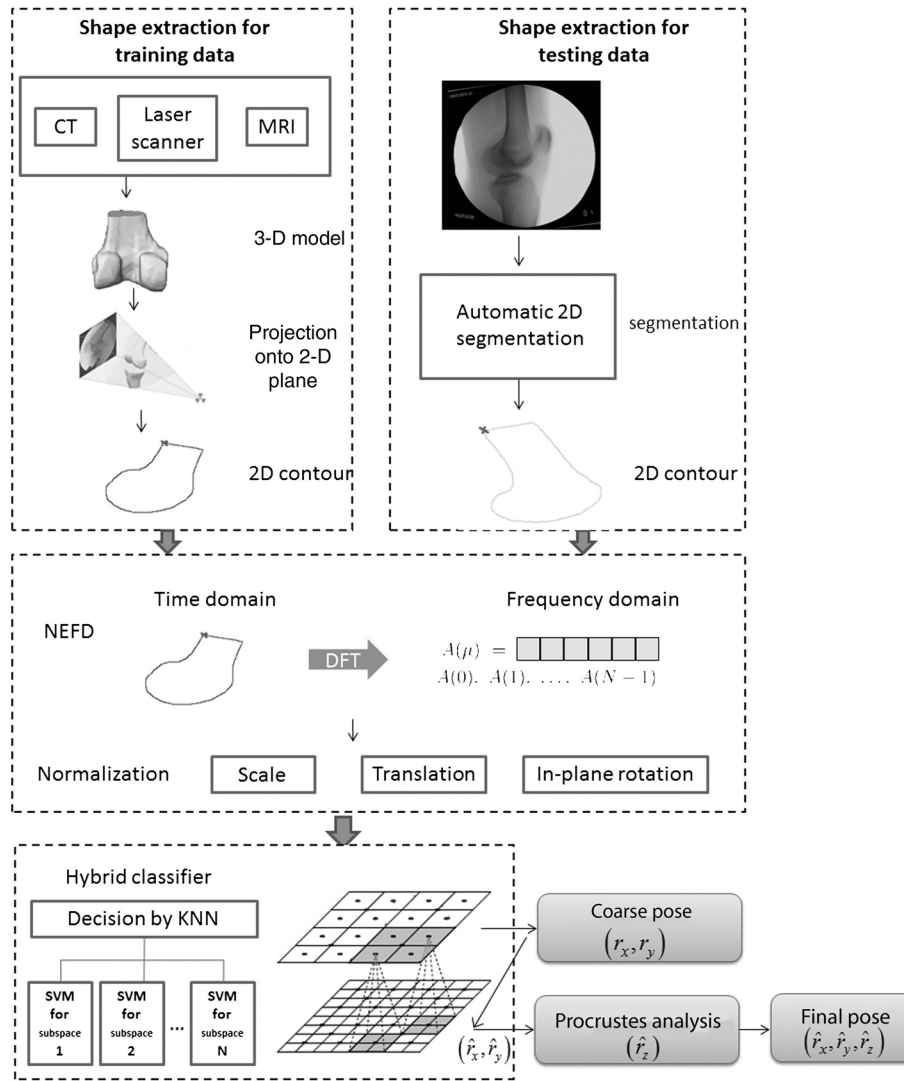 Shape extraction for
training data
CT
Laser
scanner
MRI
3-D model
Projection
onto 2-D
plane
2D contour
Shape extraction for
testing data
Automatic 2D
segmentation
segmentation
2D contour
Time domain
Frequency domain
NEFD
DFT
A(μ) =
A(0). A(1). .... A(N − 1)
Normalization
Scale
Translation
In-plane rotation
Hybrid classifier
Decision by KNN
SVM
for
subspace
1
SVM
for
subspace
2
...
SVM
for
subspace
N
Coarse pose
(r_x, r_y)
(r̂_x, r̂_y)
Procrustes analysis
(r̂_z)
Final pose
(r̂_x, r̂_y, r̂_z)